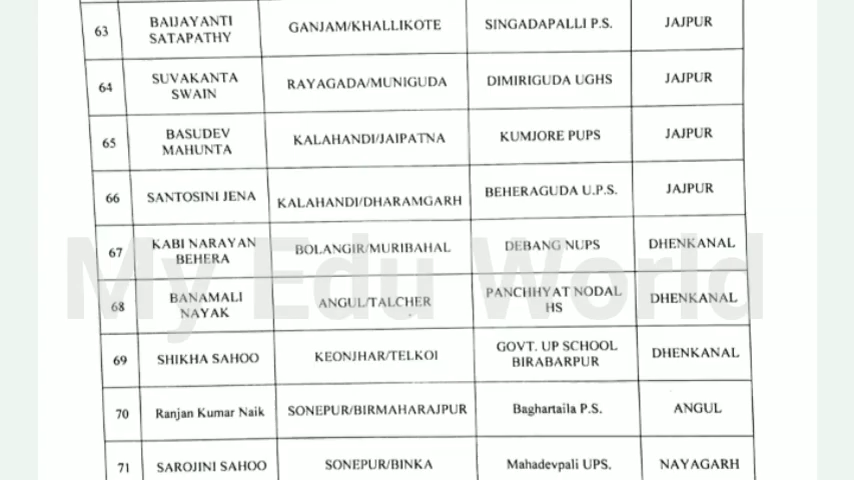 63 BAIJAYANTI SATAPATHY GANJAM/KHALLIKOTE SINGADAPALLI P.S. JAJPUR
64 SUVAKANTA SWAIN RAYAGADA/MUNIGUDA DIMIRIGUDA UGHS JAJPUR
65 BASUDEV MAHUNTA KALAHANDI/JAIPATNA KUMJORE PUPS JAJPUR
66 SANTOSINI JENA KALAHANDI/DHARAMGARH BEHERAGUDA U.P.S. JAJPUR
67 KABI NARAYAN BEHERA BOLANGIR/MURIBAHAL DEBANG NUPS DHENKANAL
My Edu World
68 BANAMALI NAYAK ANGUL/TALCHER PANCHHYAT NODAL HS DHENKANAL
69 SHIKHA SAHOO KEONJHAR/TELKOI GOVT. UP SCHOOL BIRABARPUR DHENKANAL
70 Ranjan Kumar Naik SONEPUR/BIRMAHARAJPUR Baghartaila P.S. ANGUL
71 SAROJINI SAHOO SONEPUR/BINKA Mahadevpali UPS. NAYAGARH